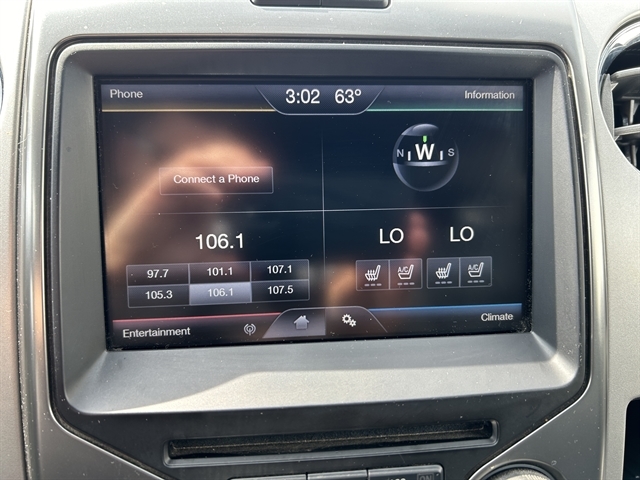 Phone
3:02 63°
Information
Connect a Phone
N W S
106.1
97.7 101.1 107.1
105.3 106.1 107.5
LO LO
A/C A/C
Entertainment
Climate